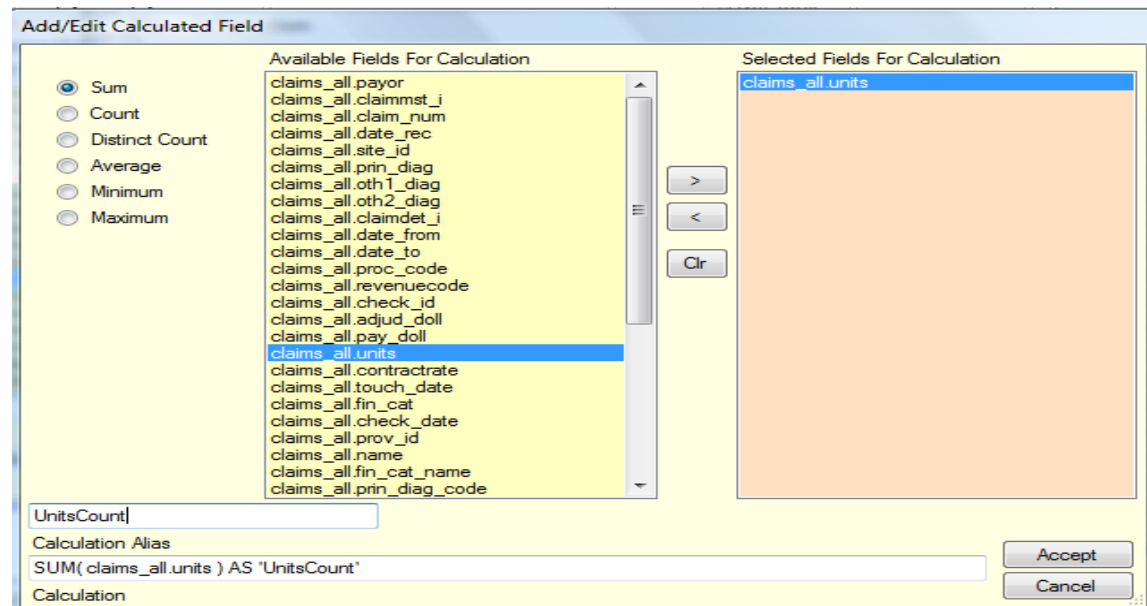 Add/Edit Calculated Field
Available Fields For Calculation
Selected Fields For Calculation
Sum
Count
Distinct Count
Average
Minimum
Maximum
claims_all.payor
claims_all.claimmst_i
claims_all.claim_num
claims_all.date_rec
claims_all.site_id
claims_all.prin_diag
claims_all.oth1_diag
claims_all.oth2_diag
claims_all.claimdet_i
claims_all.date_from
claims_all.date_to
claims_all.proc_code
claims_all.revenuecode
claims_all.check_id
claims_all.adjud_doll
claims_all.pay_doll
claims_all.units
claims_all.contractrate
claims_all.touch_date
claims_all.fin_cat
claims_all.check_date
claims_all.prov_id
claims_all.name
claims_all.fin_cat_name
claims_all.prin_diag_code
>
<
Clr
claims_all.units
UnitsCount
Calculation Alias
SUM( claims_all.units ) AS "UnitsCount"
Calculation
Accept
Cancel